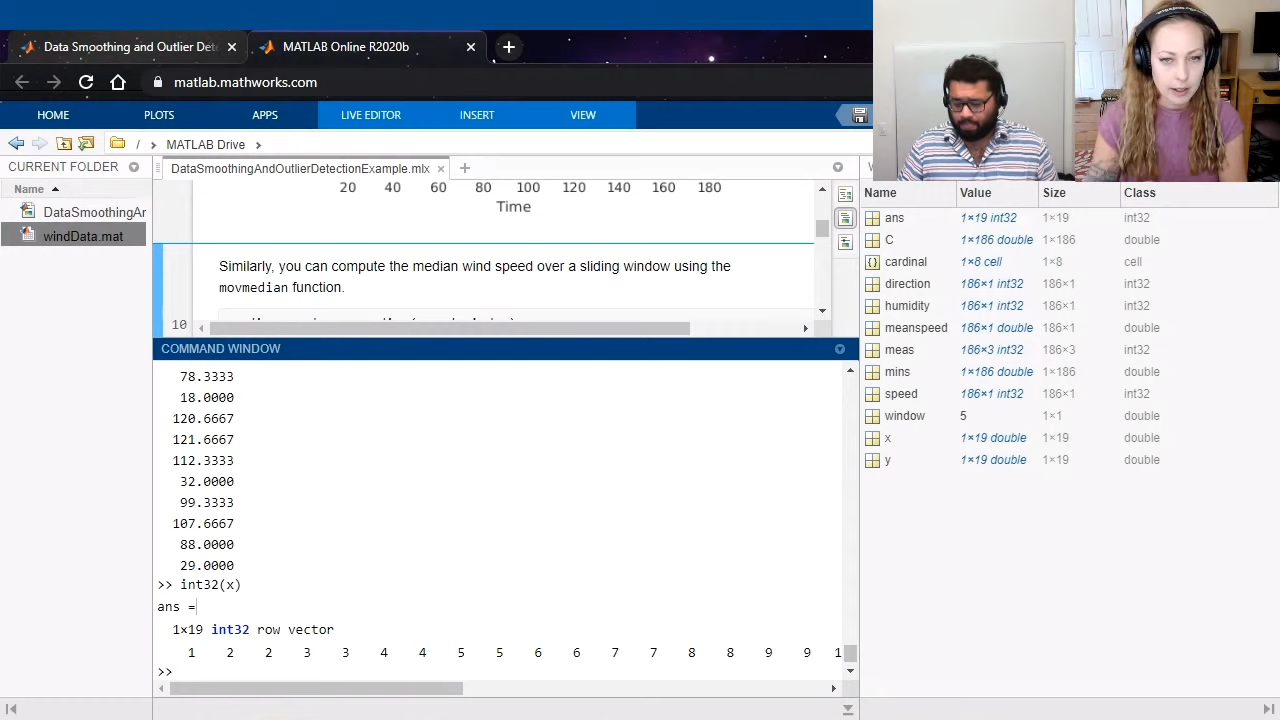 Data Smoothing and Outlier Det
MATLAB Online R2020b
matlab.mathworks.com
HOME PLOTS APPS LIVE EDITOR INSERT VIEW
/ MATLAB Drive
CURRENT FOLDER
DataSmoothingAndOutlierDetectionExample.mlx
Name
DataSmoothingAr
windData.mat
20 40 60 80 100 120 140 160 180
Time
Similarly, you can compute the median wind speed over a sliding window using the
movmedian function.
10
COMMAND WINDOW
78.3333
18.0000
120.6667
121.6667
112.3333
32.0000
99.3333
107.6667
88.0000
29.0000
>> int32(x)
ans =
1×19 int32 row vector
1 2 2 3 3 4 4 5 5 6 6 7 7 8 8 9 9 1
>>
Name Value Size Class
ans 1×19 int32 1×19 int32
C 1×186 double 1×186 double
cardinal 1×8 cell 1×8 cell
direction 186×1 int32 186×1 int32
humidity 186×1 int32 186×1 int32
meanspeed 186×1 double 186×1 double
meas 186×3 int32 186×3 int32
mins 1×186 double 1×186 double
speed 186×1 int32 186×1 int32
window 5 1×1 double
x 1×19 double 1×19 double
y 1×19 double 1×19 double